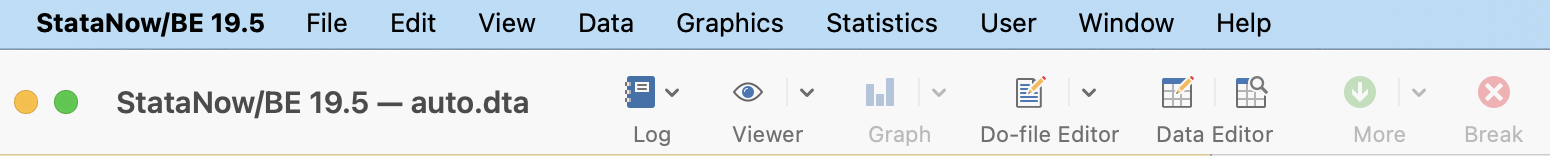 StataNow/BE 19.5 File Edit View Data Graphics Statistics User Window Help
StataNow/BE 19.5 — auto.dta
Log Viewer Graph Do-file Editor Data Editor More Break